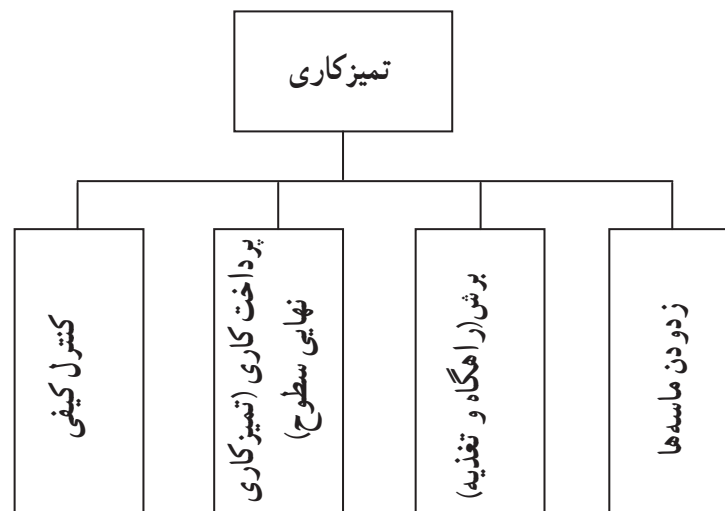 تمیزکاری
زدودن ماسه‌ها
برش(راهگاه و تغذیه)
پرداخت کاری (تمیزکاری
نهایی سطوح)
کنترل کیفی